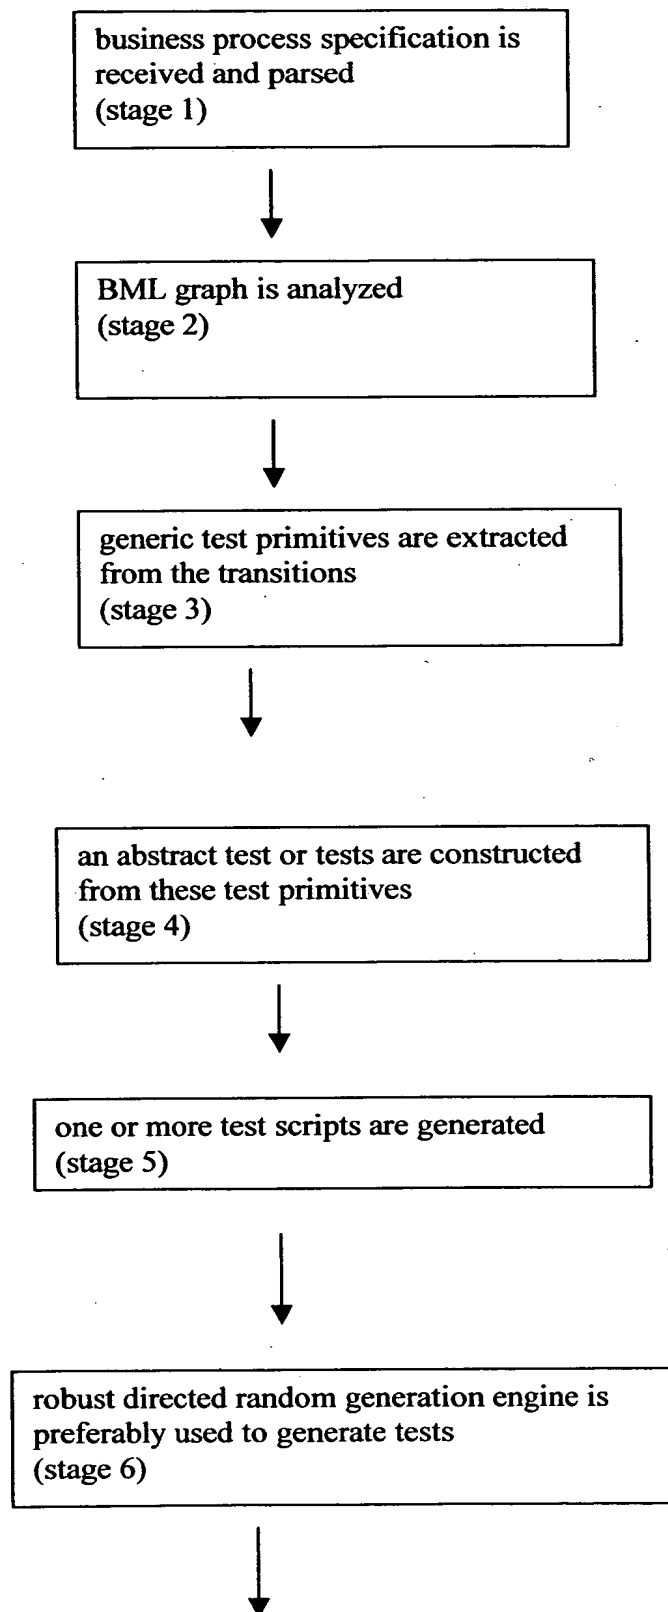 business process specification is
received and parsed
(stage 1)
BML graph is analyzed
(stage 2)
generic test primitives are extracted
from the transitions
(stage 3)
an abstract test or tests are constructed
from these test primitives
(stage 4)
one or more test scripts are generated
(stage 5)
robust directed random generation engine is
preferably used to generate tests
(stage 6)